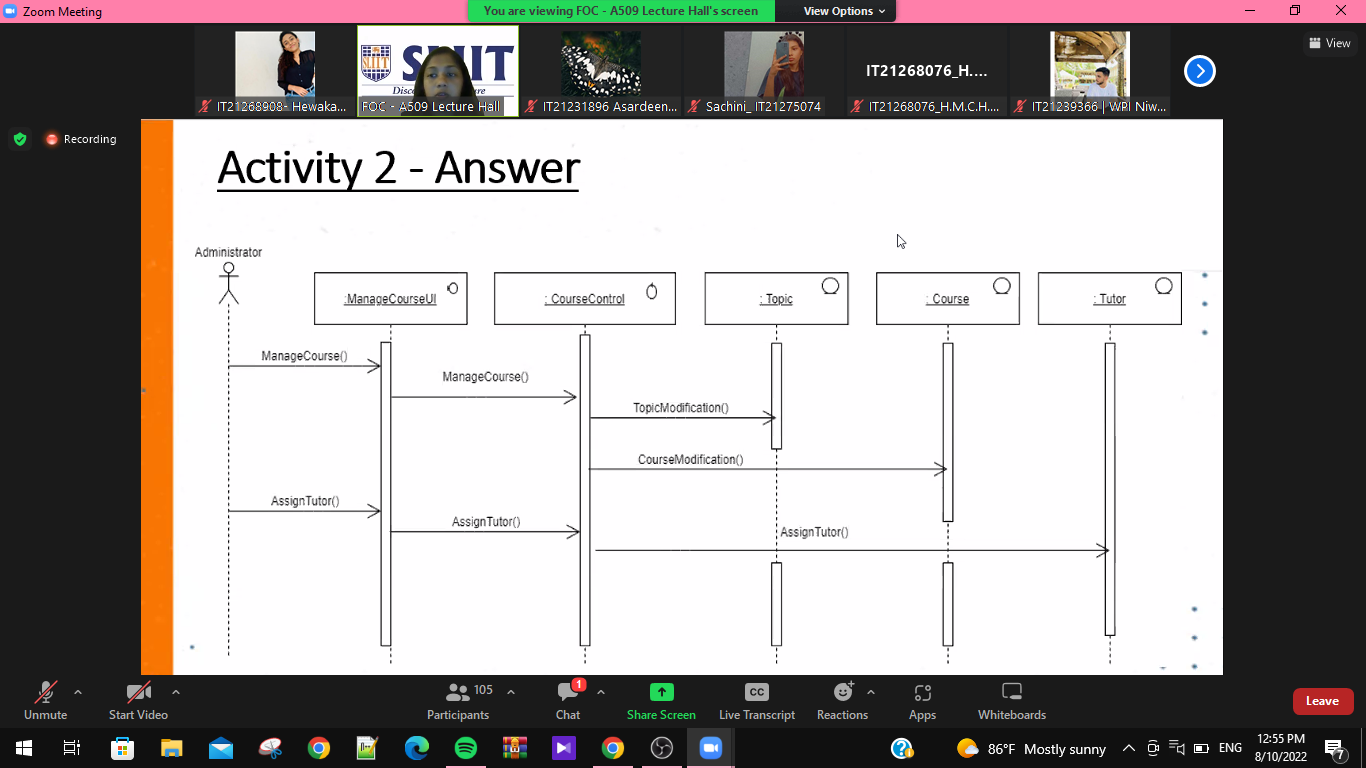 Zoom Meeting
You are viewing FOC - A509 Lecture Hall's screen
View Options
View
SLIIT
SLIIT
IT21268908- Hewaka...
FOC - A509 Lecture Hall
IT21231896 Asardeen...
Sachini_ IT21275074
IT21268076_H....
IT21268076_H.M.C.H....
IT21239366 | WPI Niw...
Recording
Activity 2 - Answer
Administrator
:ManageCourseUI
: CourseControl
: Topic
: Course
: Tutor
ManageCourse()
ManageCourse()
TopicModification()
CourseModification()
AssignTutor()
AssignTutor()
AssignTutor()
Unmute
Start Video
105
Participants
1
Chat
Share Screen
CC
Live Transcript
Reactions
Apps
Whiteboards
Leave
86°F Mostly sunny
ENG
12:55 PM
8/10/2022
7